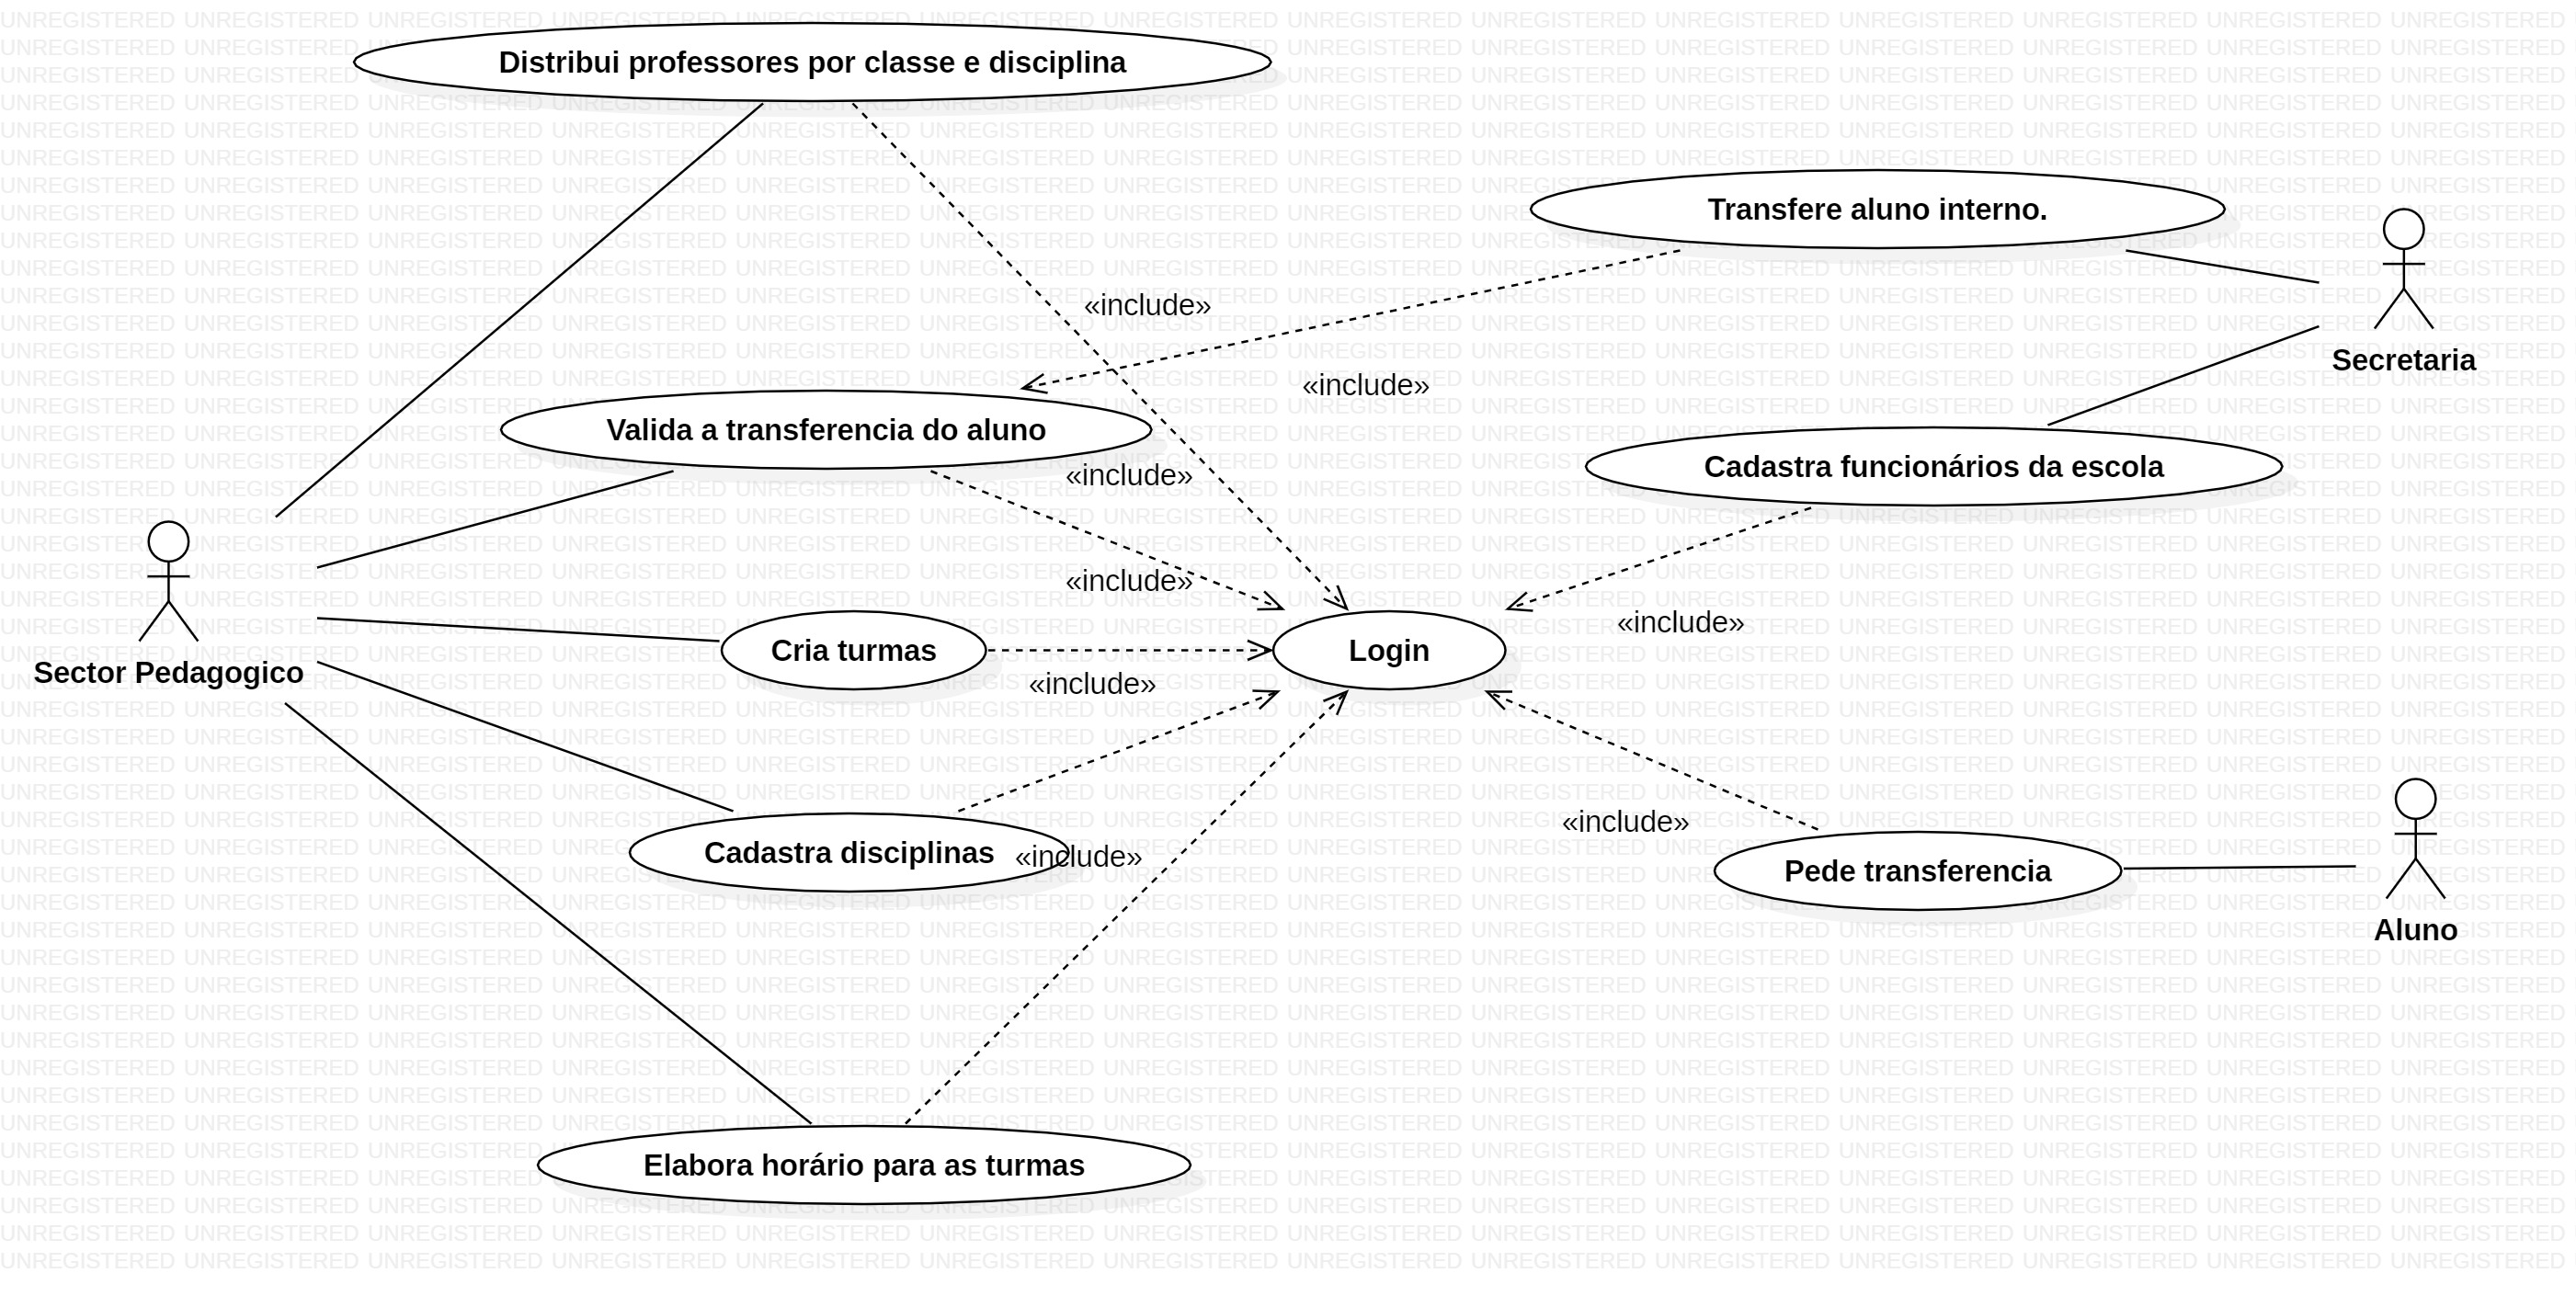 Distribui professores por classe e disciplina
Transfere aluno interno.
«include»
Secretaria
«include»
Valida a transferencia do aluno
Cadastra funcionários da escola
«include»
«include»
«include»
Cria turmas
Login
Sector Pedagogico
«include»
«include»
Cadastra disciplinas
«include»
Pede transferencia
Aluno
Elabora horário para as turmas
UNREGISTERED